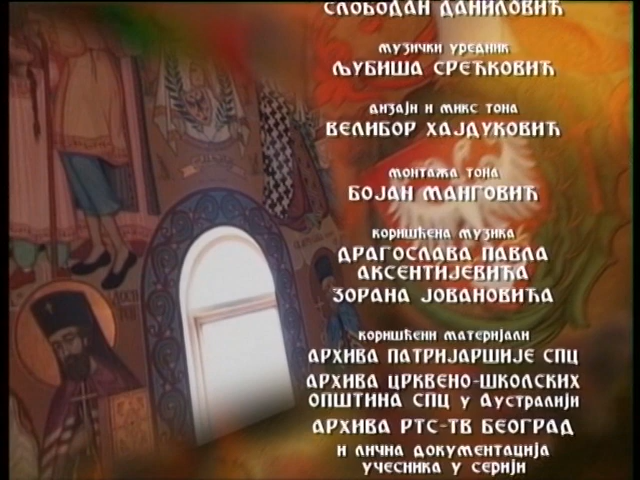 СЛОБОДАН ДАНИЛОВИЋ
музички уредник
ЉУБИША СРЕЋКОВИЋ
дизајн и микс тона
ВЕЛИБОР ХАЈДУКОВИЋ
монтажа тона
БОЈАН МАНГОВИЋ
коришћена музика
ДРАГОСЛАВА ПАВЛА
АКСЕНТИЈЕВИЋА
ЗОРАНА ЈОВАНОВИЋА
коришћени материјали
АРХИВА ПАТРИЈАРШИЈЕ СПЦ
АРХИВА ЦРКВЕНО-ШКОЛСКИХ
ОПШТИНА СПЦ у Аустралији
АРХИВА РТС-ТВ БЕОГРАД
и лична документација
учесника у серији